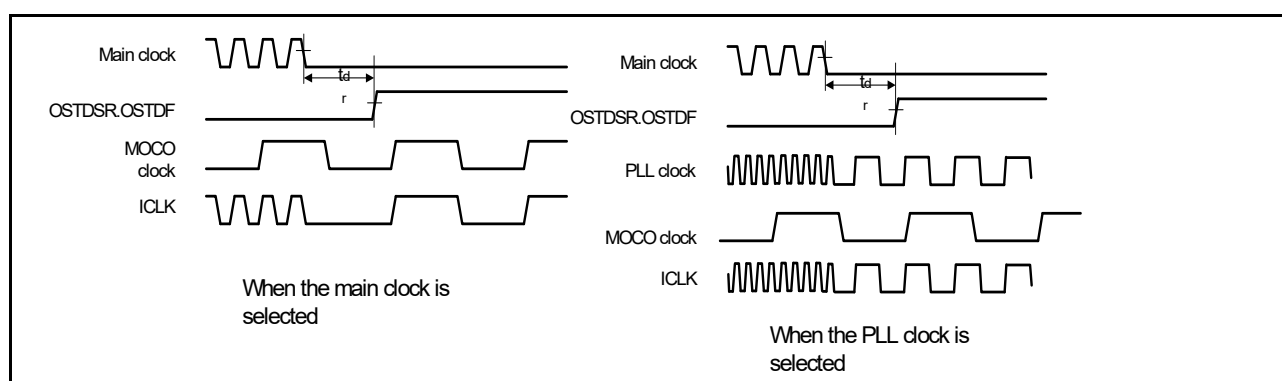 Main clock
td
r
OSTDSR.OSTDF
MOCO
clock
ICLK
When the main clock is
selected
Main clock
td
r
OSTDSR.OSTDF
PLL clock
MOCO clock
ICLK
When the PLL clock is
selected